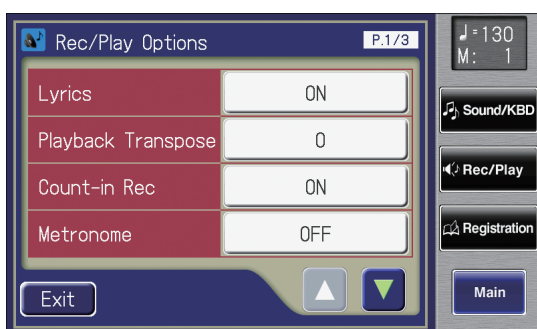 Rec/Play Options P.1/3
Lyrics ON
Playback Transpose 0
Count-in Rec ON
Metronome OFF
Exit
♩=130
M: 1
Sound/KBD
Rec/Play
Registration
Main